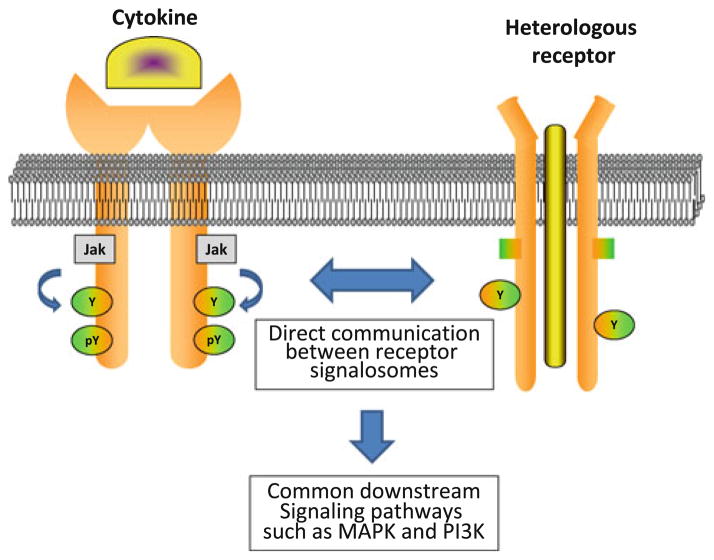 Cytokine
Heterologous
receptor
Jak
Jak
Y
Y
pY
pY
Y
Y
Direct communication
between receptor
signalosomes
Common downstream
Signaling pathways
such as MAPK and PI3K